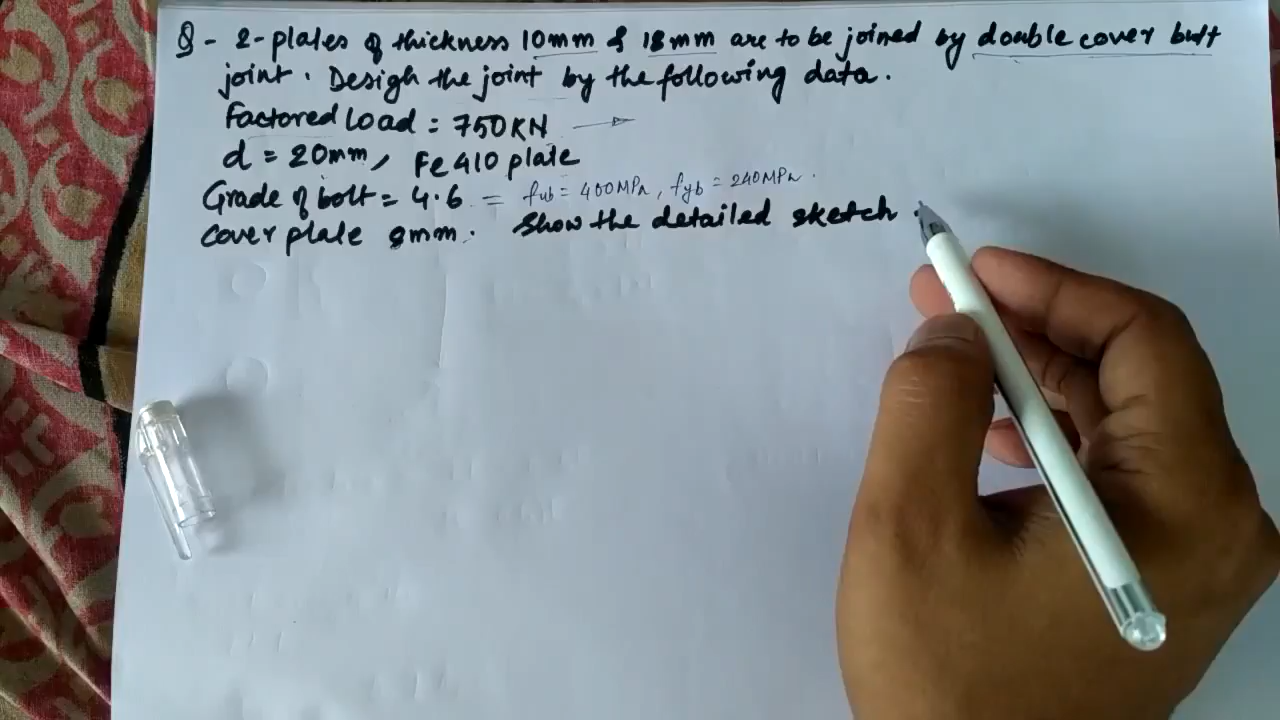 Q - 2-plates of thickness 10mm & 18mm are to be joined by double cover butt
joint. Design the joint by the following data.
Factored Load = 750KN
d = 20mm, Fe 410 plate
Grade of bolt = 4.6 = fub = 400MPa, fyb = 240MPa.
cover plate 8mm. Show the detailed sketch.